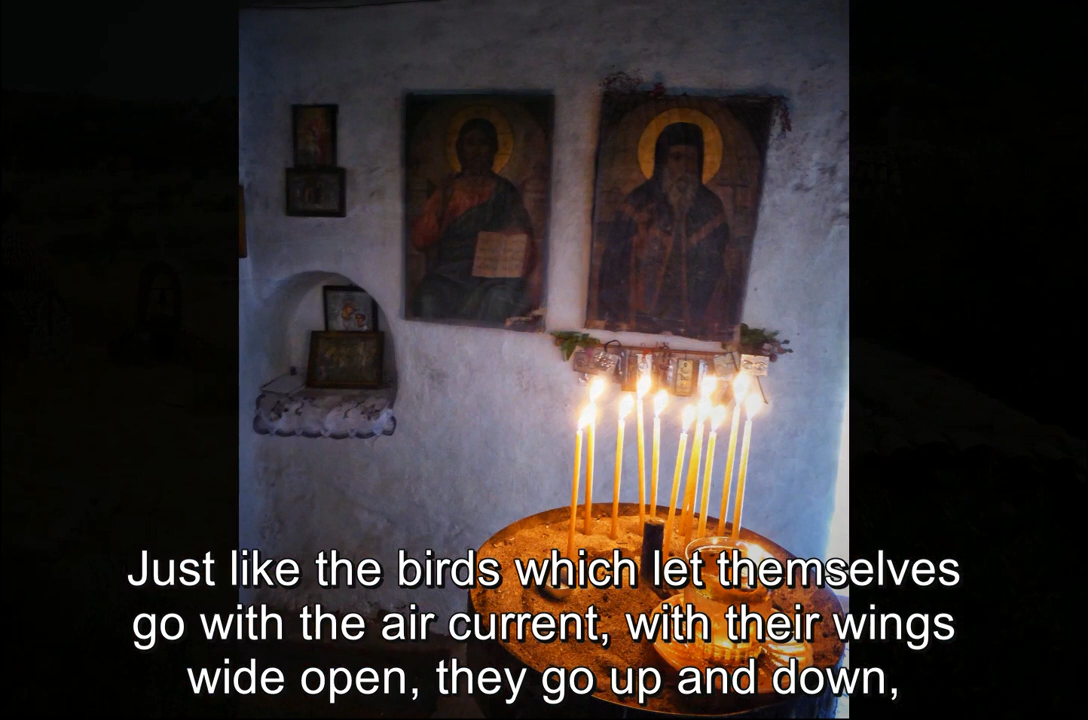 Just like the birds which let themselves
go with the air current, with their wings
wide open, they go up and down,